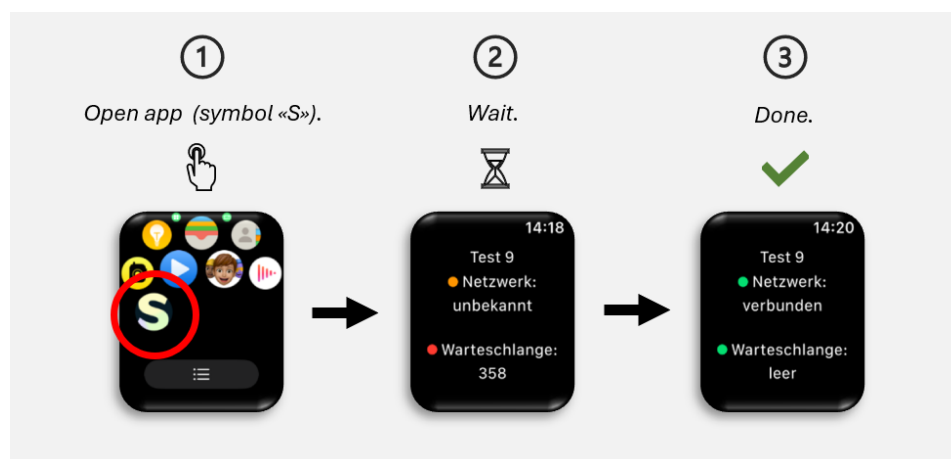 1
Open app (symbol «S»).
S
2
Wait.
14:18
Test 9
Netzwerk:
unbekannt
Warteschlange:
358
3
Done.
14:20
Test 9
Netzwerk:
verbunden
Warteschlange:
leer